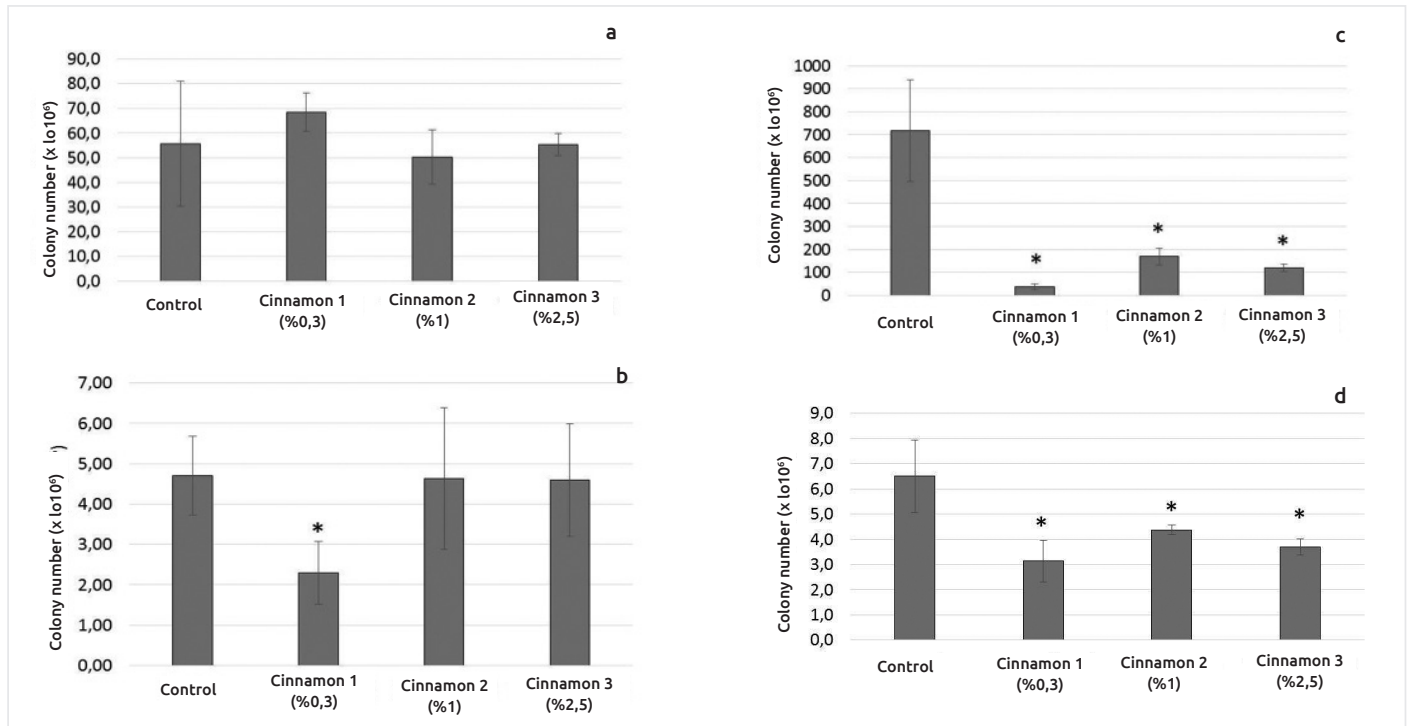 a
Colony number (x lo10⁶)
90,0
80,0
70,0
60,0
50,0
40,0
30,0
20,0
10,0
0,0
Control
Cinnamon 1
(%0,3)
Cinnamon 2
(%1)
Cinnamon 3
(%2,5)
b
Colony number (x lo10⁶)
7,00
6,00
5,00
4,00
3,00
2,00
1,00
0,00
*
Control
Cinnamon 1
(%0,3)
Cinnamon 2
(%1)
Cinnamon 3
(%2,5)
c
Colony number (x lo10⁶)
1000
900
800
700
600
500
400
300
200
100
0
*
*
*
Control
Cinnamon 1
(%0,3)
Cinnamon 2
(%1)
Cinnamon 3
(%2,5)
d
Colony number (x lo10⁶)
9,0
8,0
7,0
6,0
5,0
4,0
3,0
2,0
1,0
0,0
*
*
*
Control
Cinnamon 1
(%0,3)
Cinnamon 2
(%1)
Cinnamon 3
(%2,5)